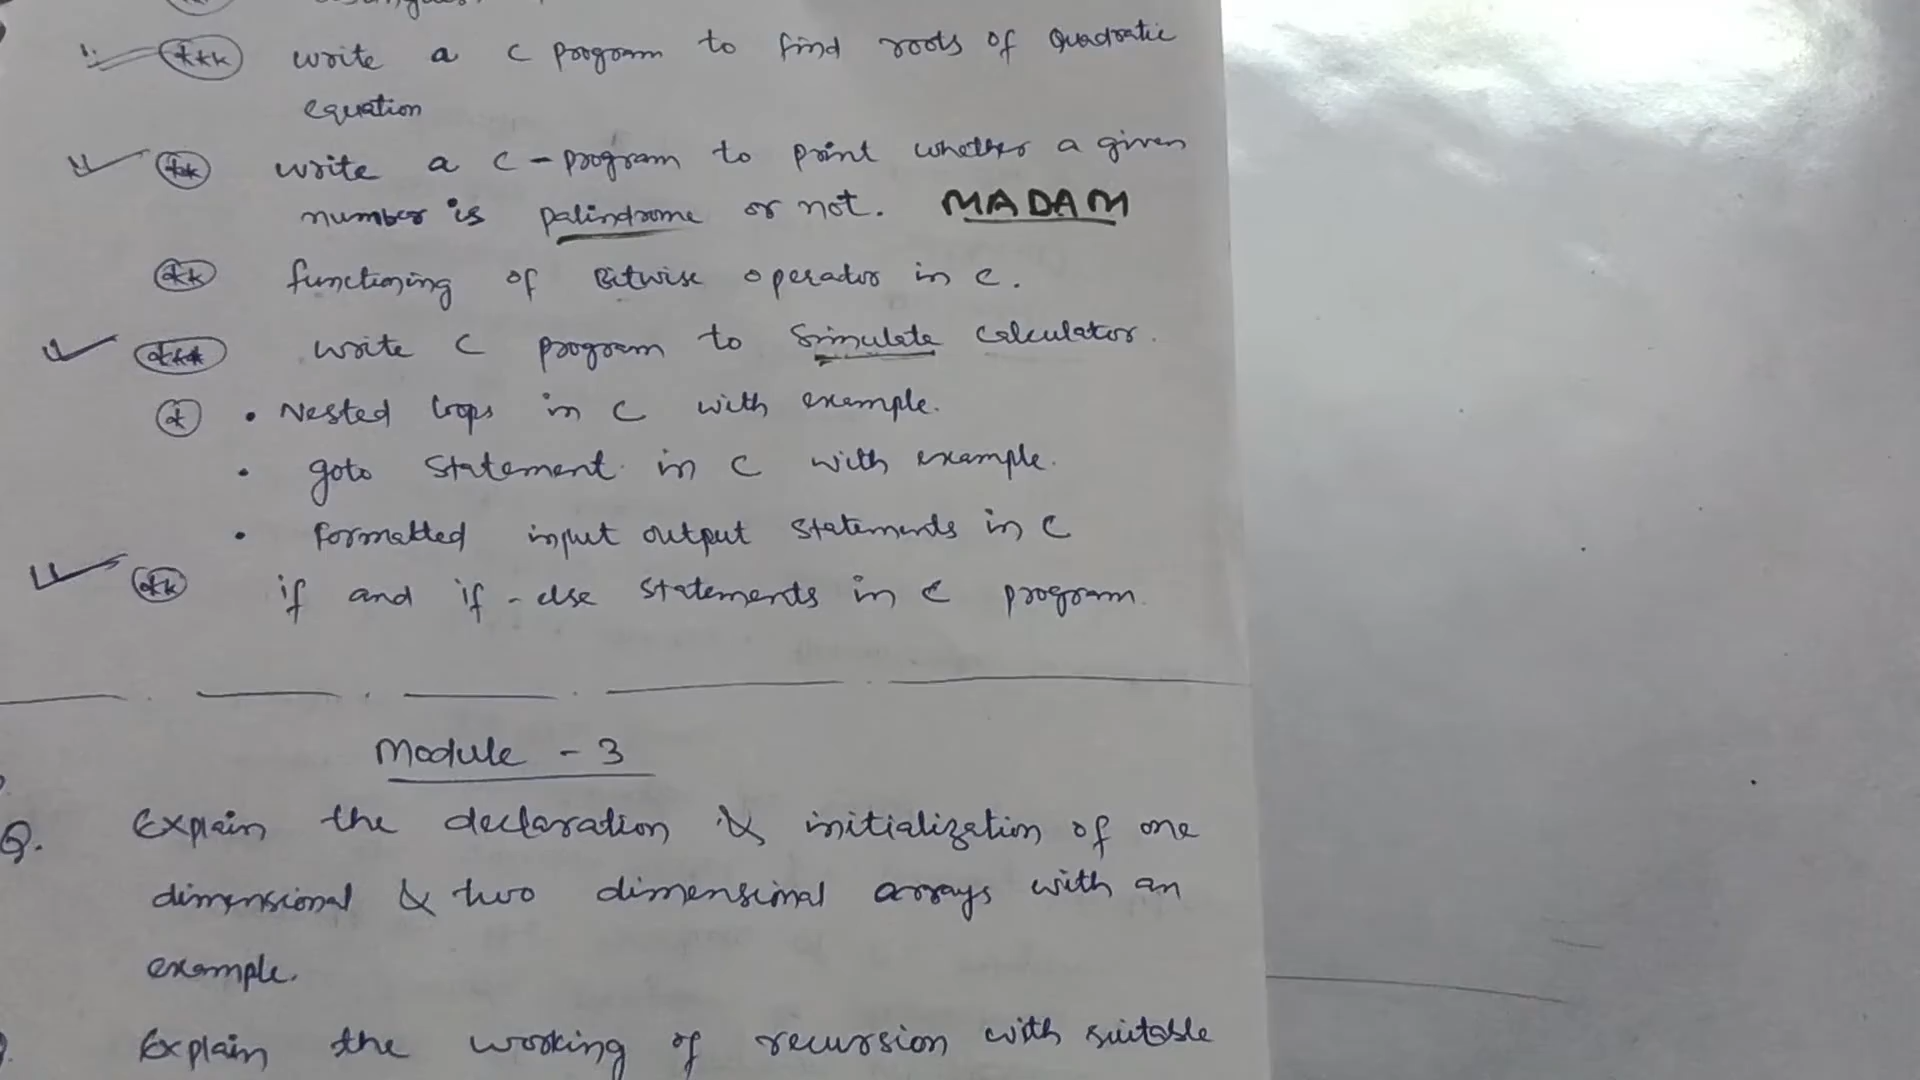 *** write a c program to find roots of Quadratic
equation
** write a c - program to print whether a given
number is palindrome or not. MADAM
** functioning of Bitwise operator in c.
*** write c program to Simulate calculator.
* • Nested loops in c with example.
• goto statement in c with example.
• formatted input output statements in c
** if and if - else statements in c program.
Module - 3
Q. Explain the declaration & initialization of one
dimensional & two dimensional arrays with an
example.
Explain the working of recursion with suitable